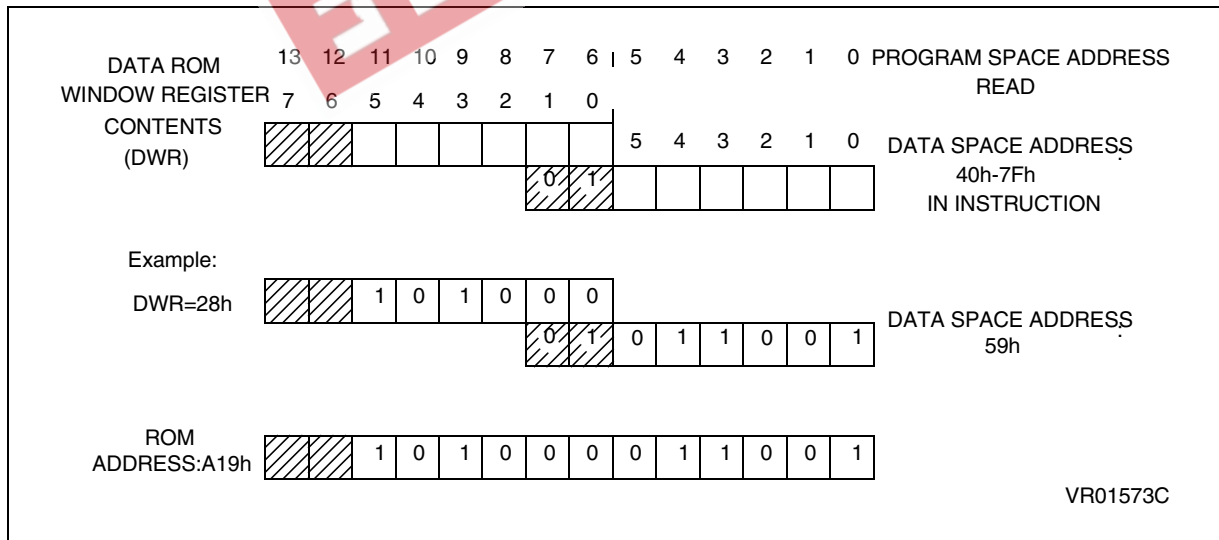 DATA ROM 13 12 11 10 9 8 7 6 5 4 3 2 1 0 PROGRAM SPACE ADDRESS
WINDOW REGISTER 7 6 5 4 3 2 1 0 READ
CONTENTS 5 4 3 2 1 0 DATA SPACE ADDRESS
(DWR) : 
0 1 40h-7Fh
IN INSTRUCTION
Example:
DWR=28h 1 0 1 0 0 0
0 1 0 1 1 0 0 1 DATA SPACE ADDRESS
:
59h
ROM
ADDRESS:A19h 1 0 1 0 0 0 0 1 1 0 0 1
VR01573C